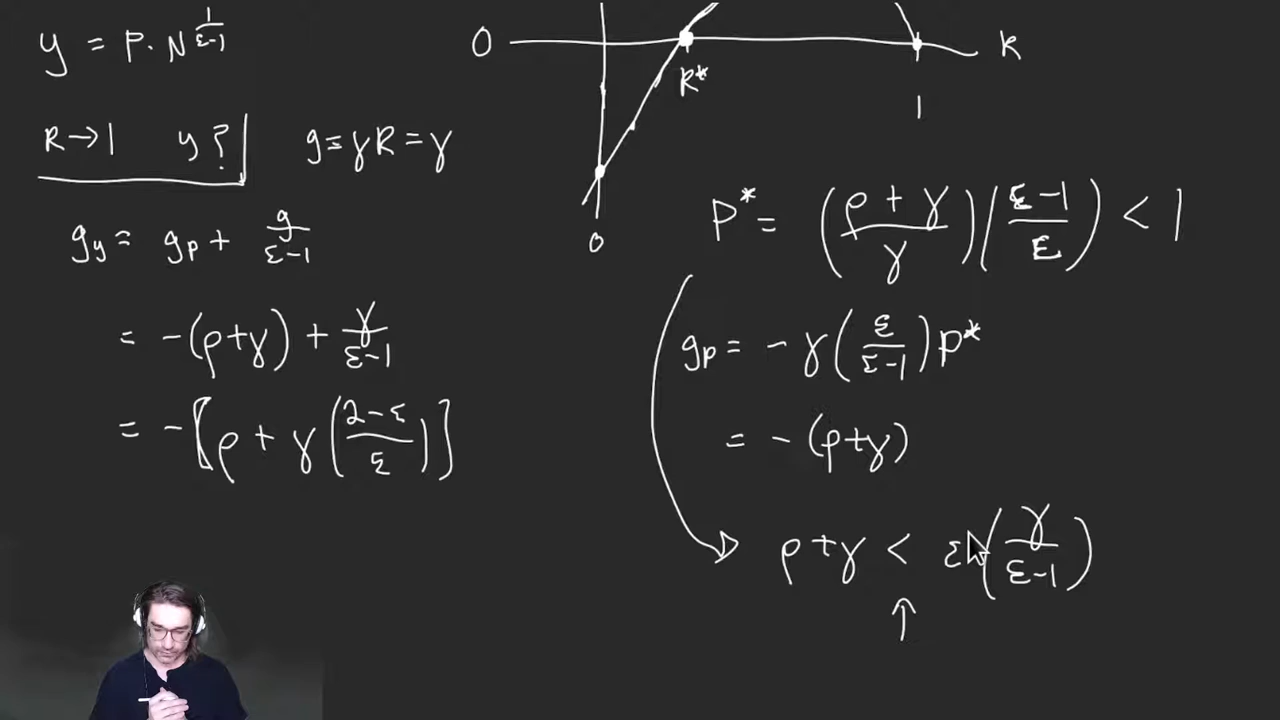 y = P · N^(1/(ε-1))
R → 1   y?   g = γR = γ
g_y = g_P + g/(ε-1)
= -(ρ+γ) + γ/(ε-1)
= -[ρ + γ((2-ε)/ε)]
0
R
R*
1
0
P* = ((ρ + γ)/γ)((ε-1)/ε) < 1
g_P = -γ(ε/(ε-1))P*
= -(ρ+γ)
ρ+γ < ε(γ/(ε-1))
↑